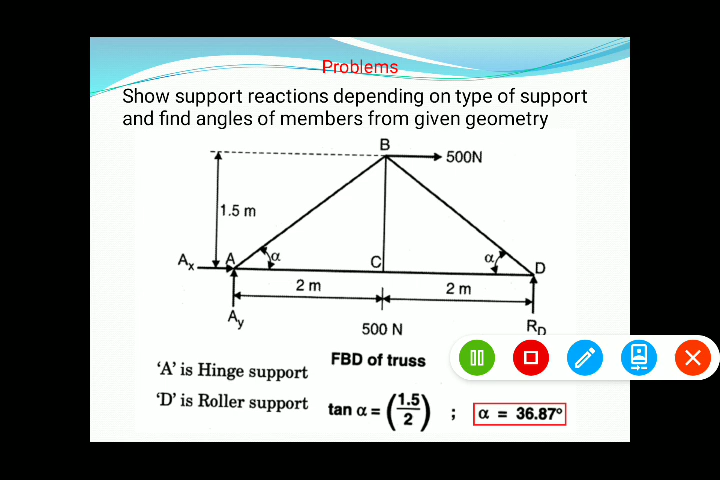 Problems
Show support reactions depending on type of support
and find angles of members from given geometry
B
500N
1.5 m
Ax
A
α
C
α
D
2 m
2 m
Ay
500 N
RD
FBD of truss
‘A’ is Hinge support
‘D’ is Roller support
tan α = (1.5/2) ; α = 36.87°